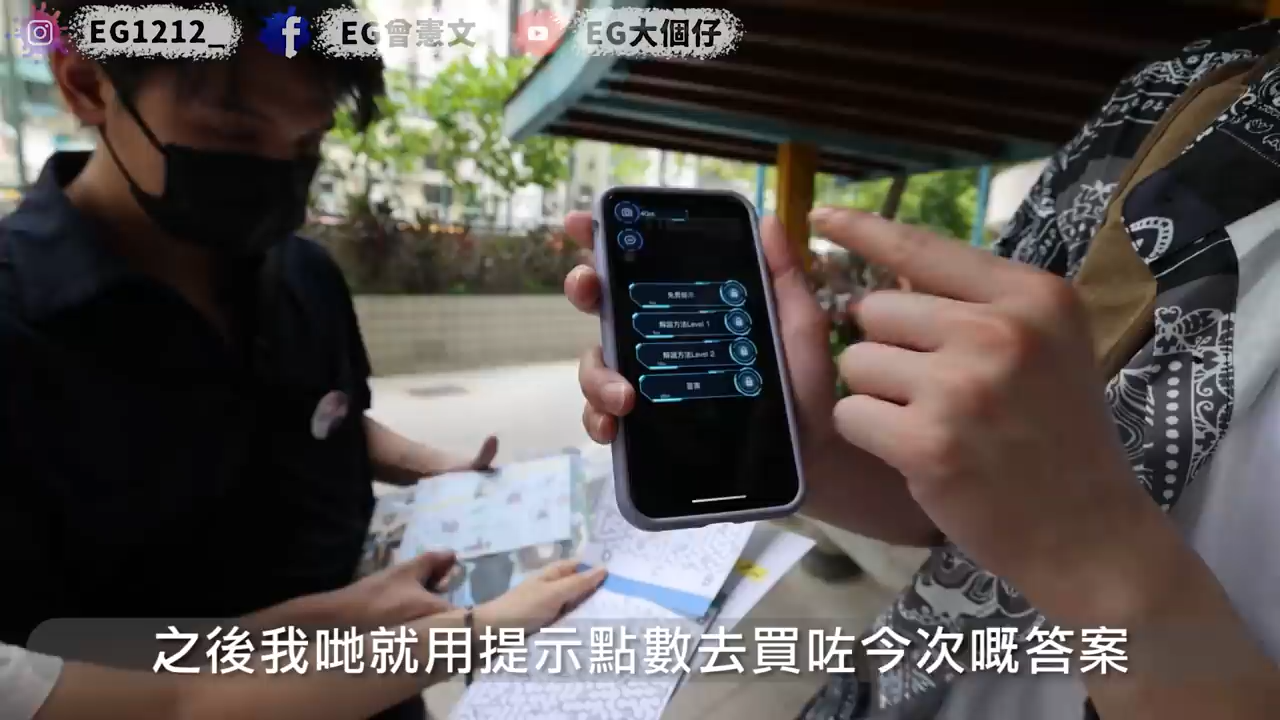 EG1212_
EG曾憲文
EG大個仔
免費提示
解謎方法Level 1
解謎方法Level 2
答案
之後我哋就用提示點數去買咗今次嘅答案